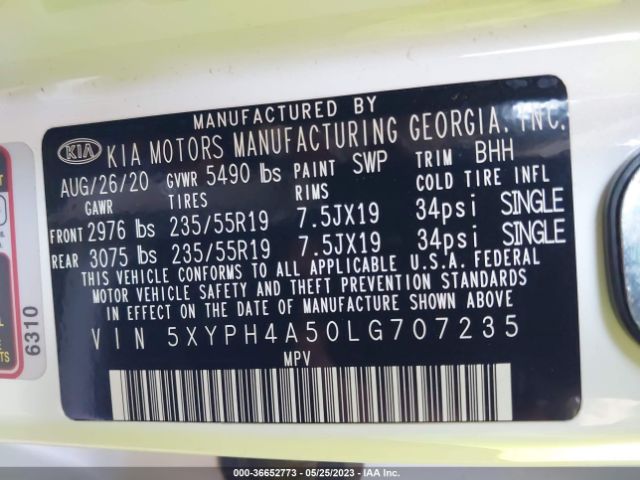 MANUFACTURED BY
KIA KIA MOTORS MANUFACTURING GEORGIA, INC.
AUG/26/20 GVWR 5490 lbs PAINT SWP TRIM BHH
GAWR TIRES RIMS COLD TIRE INFL
FRONT 2976 lbs 235/55R19 7.5JX19 34psi SINGLE
REAR 3075 lbs 235/55R19 7.5JX19 34psi SINGLE
THIS VEHICLE CONFORMS TO ALL APPLICABLE U.S.A. FEDERAL
MOTOR VEHICLE SAFETY AND THEFT PREVENTION STANDARDS
IN EFFECT ON THE DATE OF MANUFACTURE SHOWN ABOVE
VIN 5XYPH4A50LG707235
MPV
6310
00-36652773 - 05/25/2023 - IAA Inc.